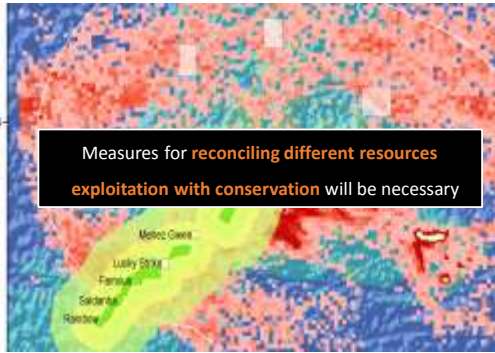 Measures for reconciling different resources
exploitation with conservation will be necessary
Menez Gwen
Lucky Strike
Famous
Saldanha
Rainbow